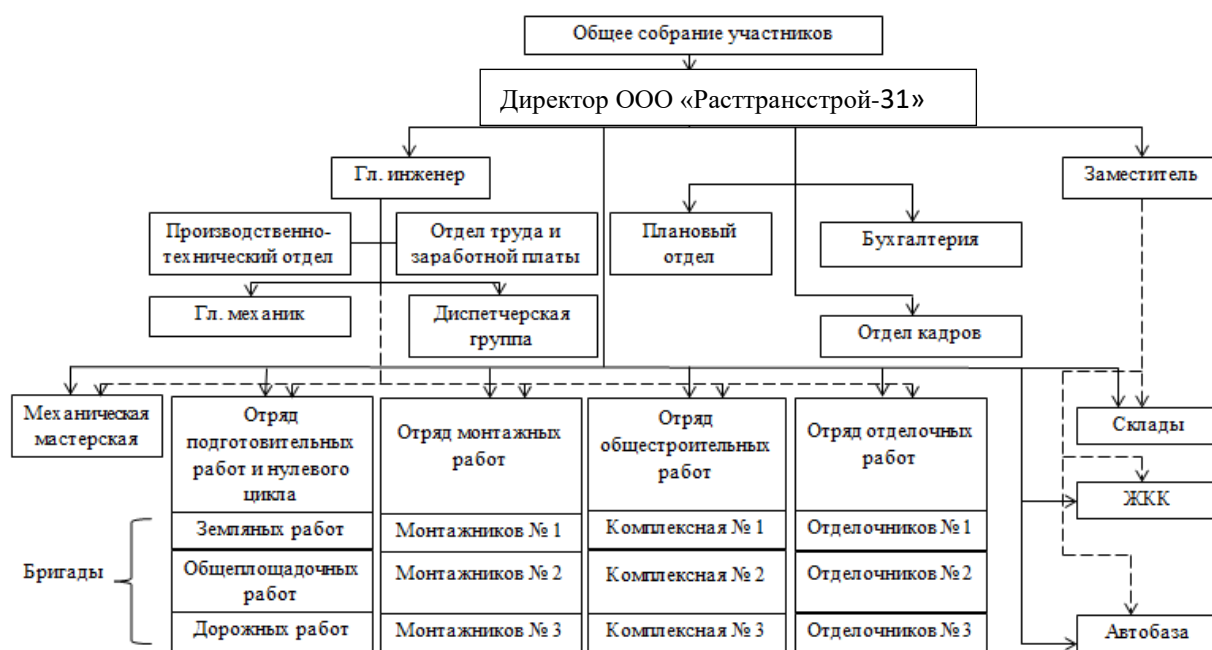 Общее собрание участников
Директор ООО «Расттрансстрой-31»
Гл. инженер
Заместитель
Производственно-
технический отдел
Отдел труда и
заработной платы
Плановый
отдел
Бухгалтерия
Гл. механик
Диспетчерская
группа
Отдел кадров
Механическая
мастерская
Отряд
подготовительных
работ и нулевого
цикла
Отряд монтажных
работ
Отряд
общестроительных
работ
Отряд отделочных
работ
Склады
ЖКК
Автобаза
Бригады
Земляных работ
Монтажников № 1
Комплексная № 1
Отделочников № 1
Общеплощадочных
работ
Монтажников № 2
Комплексная № 2
Отделочников № 2
Дорожных работ
Монтажников № 3
Комплексная № 3
Отделочников № 3